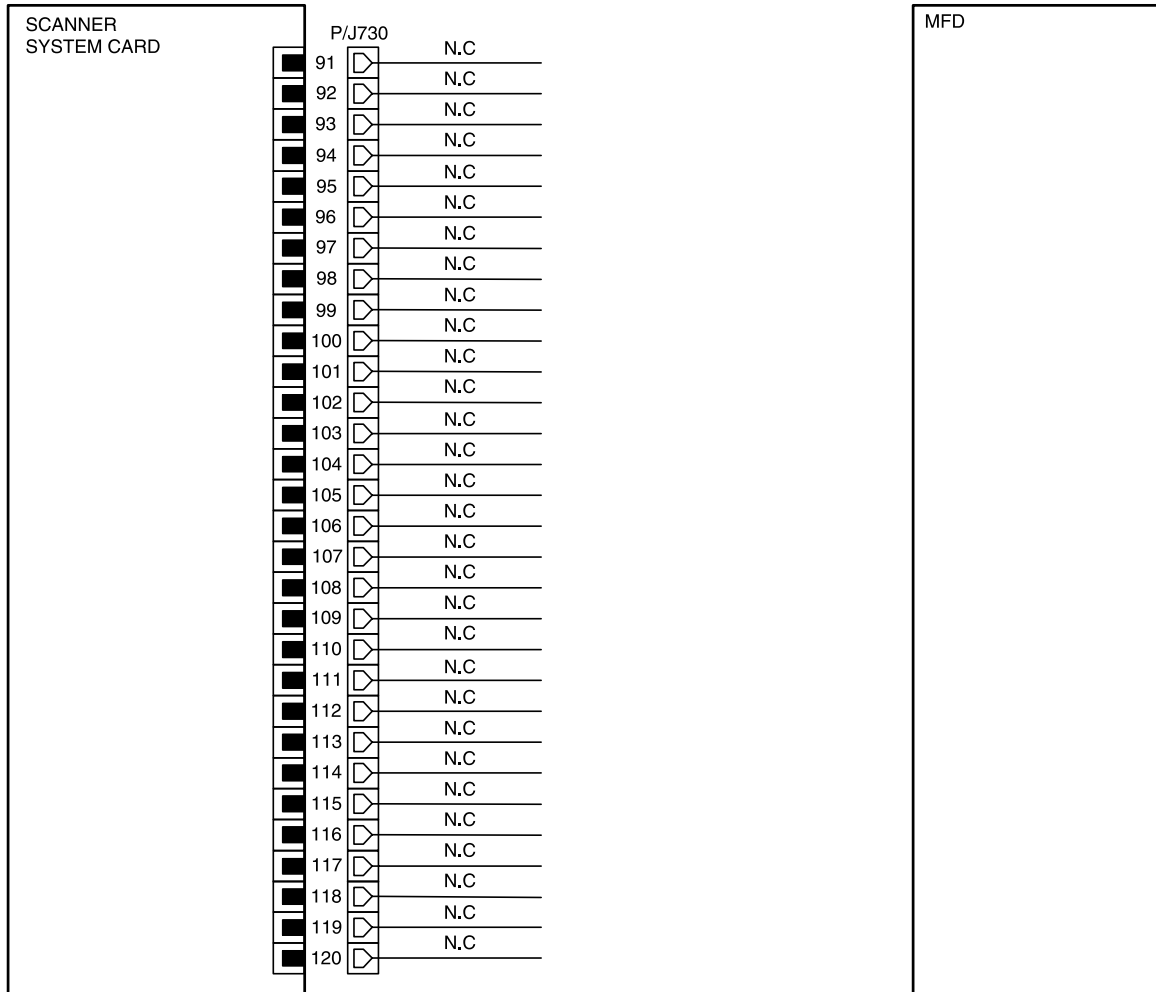 SCANNER
SYSTEM CARD
MFD
P/J730
N.C
91
N.C
92
N.C
93
N.C
94
N.C
95
N.C
96
N.C
97
N.C
98
N.C
99
N.C
100
N.C
101
N.C
102
N.C
103
N.C
104
N.C
105
N.C
106
N.C
107
N.C
108
N.C
109
N.C
110
N.C
111
N.C
112
N.C
113
N.C
114
N.C
115
N.C
116
N.C
117
N.C
118
N.C
119
N.C
120